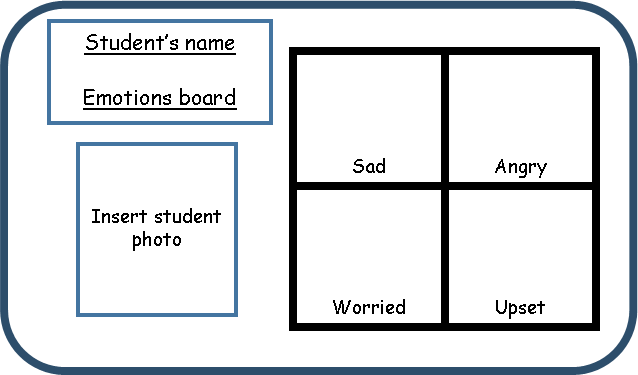 Student's name
Emotions board
Insert student
photo
Sad
Angry
Worried
Upset